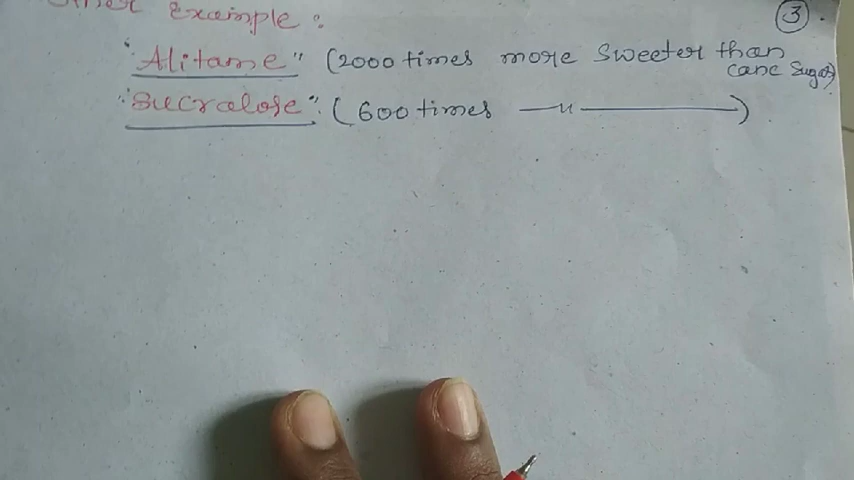 Other Example:
3
"Alitame" (2000 times more sweeter than
cane sugar)
"Sucralose" (600 times —"—)